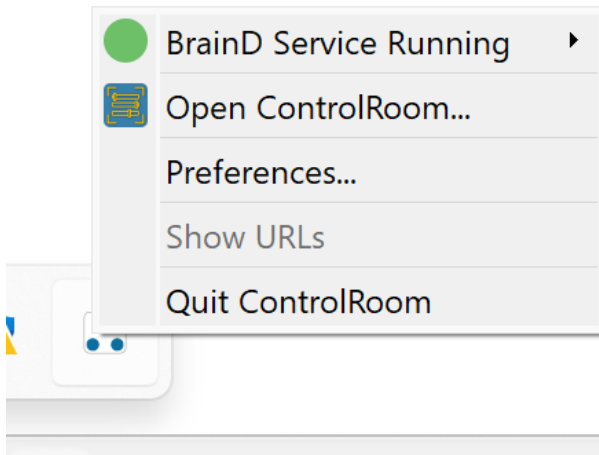 BrainD Service Running
Open ControlRoom...
Preferences...
Show URLs
Quit ControlRoom